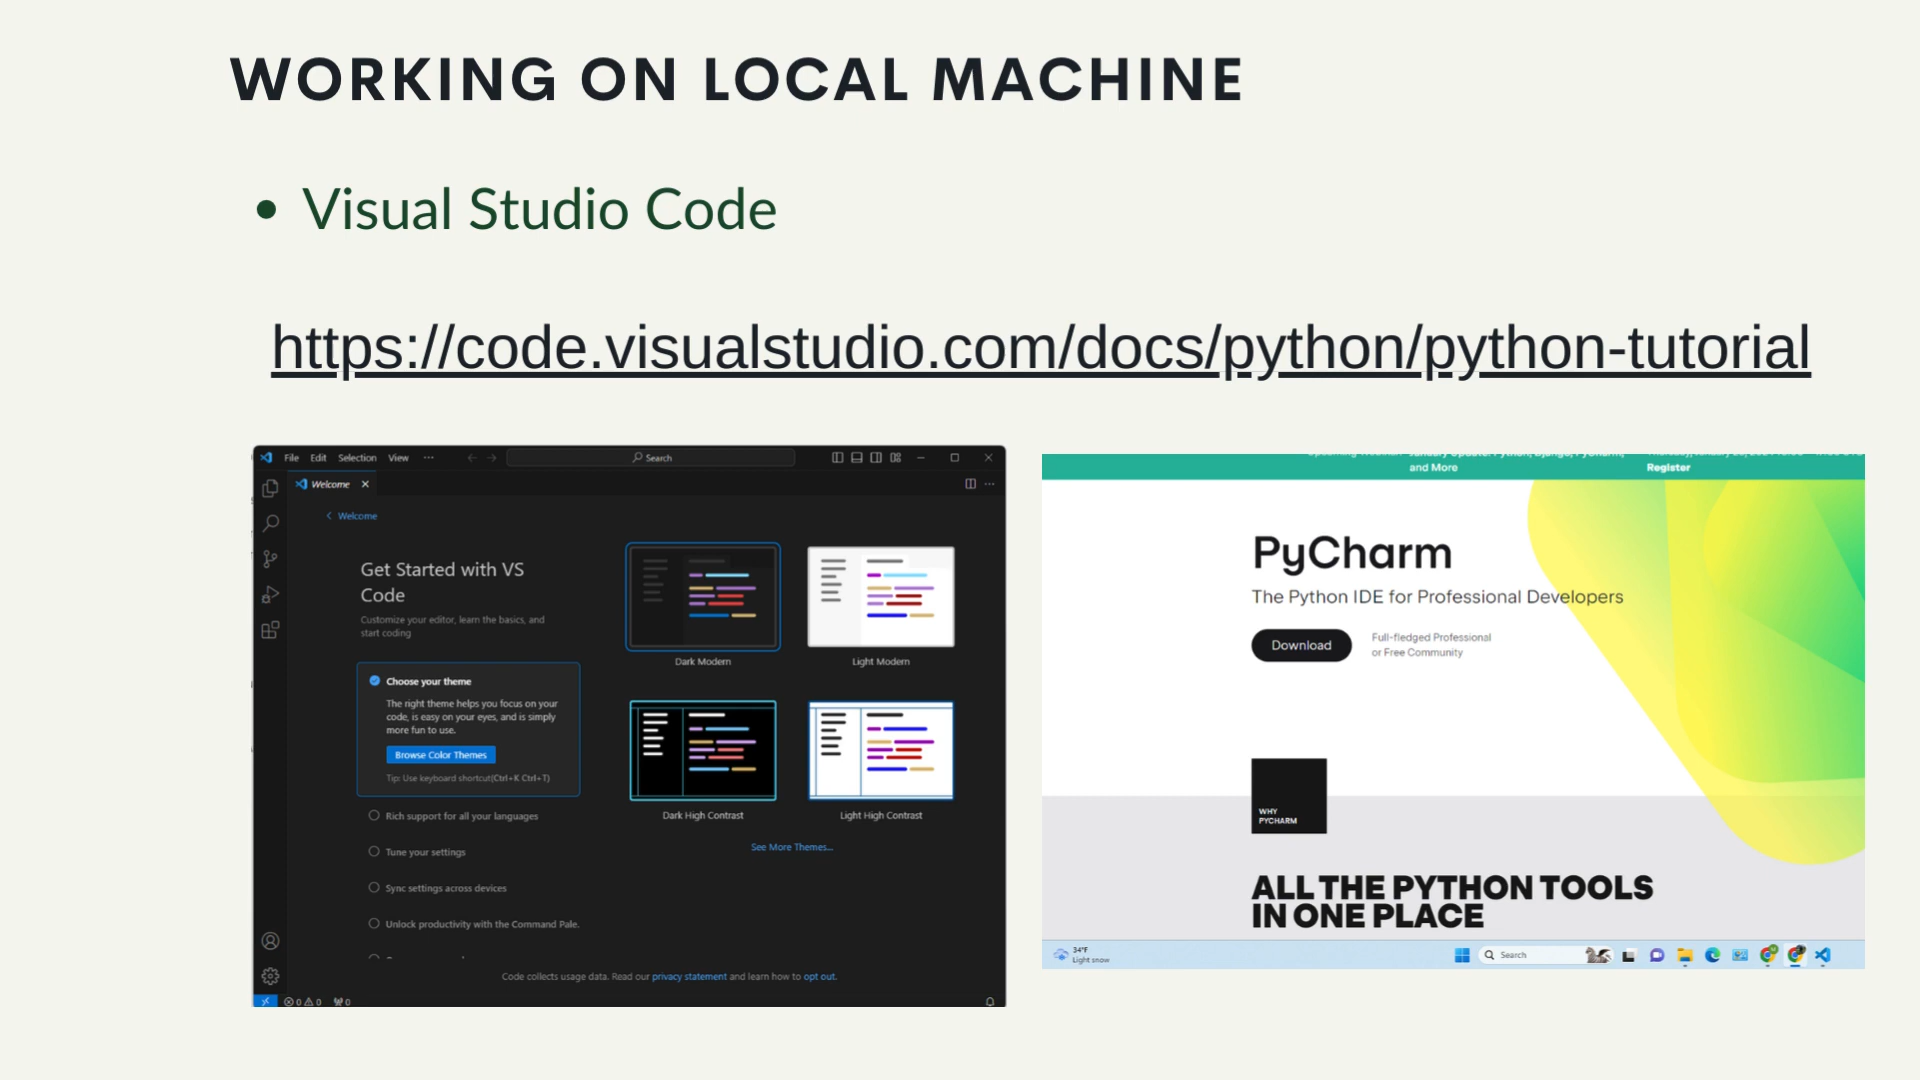 WORKING ON LOCAL MACHINE
• Visual Studio Code
https://code.visualstudio.com/docs/python/python-tutorial
File Edit Selection View ··· Search
Welcome
Welcome
Get Started with VS
Code
Customize your editor, learn the basics, and
start coding
Choose your theme
The right theme helps you focus on your
code, is easy on your eyes, and is simply
more fun to use.
Browse Color Themes
Tip: Use keyboard shortcut(Ctrl+K Ctrl+T)
Rich support for all your languages
Tune your settings
Sync settings across devices
Unlock productivity with the Command Pale.
Dark Modern
Light Modern
Dark High Contrast
Light High Contrast
See More Themes...
Code collects usage data. Read our privacy statement and learn how to opt out.
0 0 0
and More
Register
PyCharm
The Python IDE for Professional Developers
Download
Full-fledged Professional
or Free Community
WHY
PYCHARM
ALL THE PYTHON TOOLS
IN ONE PLACE
34°F
Light snow
Search